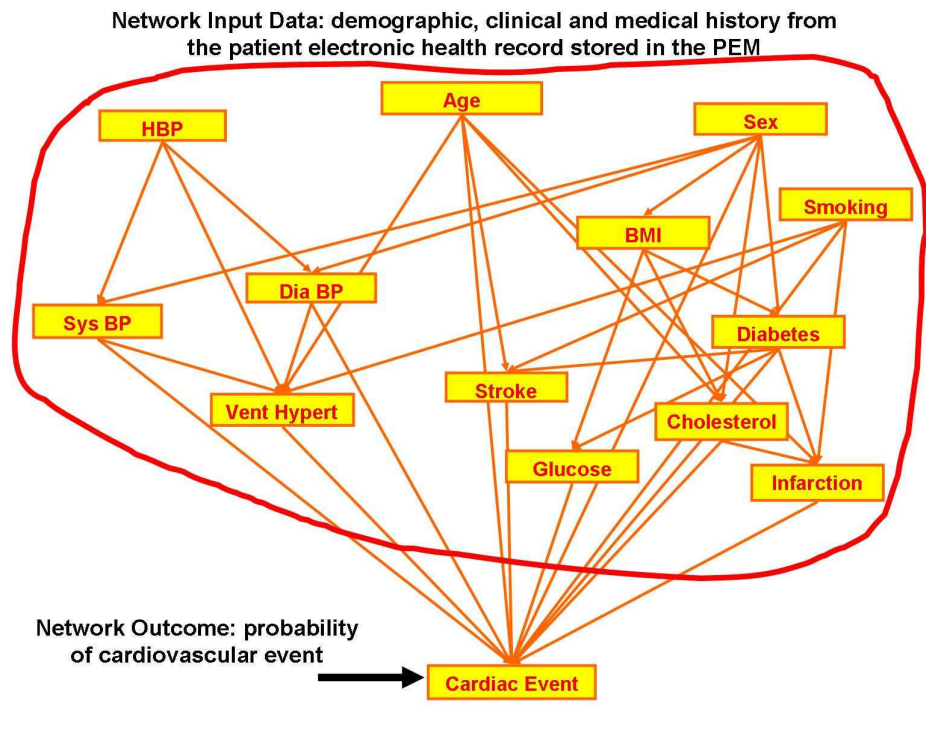 Network Input Data: demographic, clinical and medical history from
the patient electronic health record stored in the PEM
Age
HBP
Sex
Smoking
BMI
Dia BP
Sys BP
Diabetes
Stroke
Vent Hypert
Cholesterol
Glucose
Infarction
Network Outcome: probability
of cardiovascular event
Cardiac Event